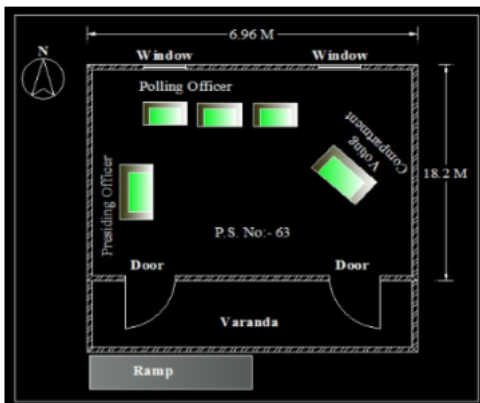 6.96 M
N
Window
Window
Polling Officer
Voting
Compartment
18.2 M
Presiding Officer
P.S. No:- 63
Door
Door
Varanda
Ramp